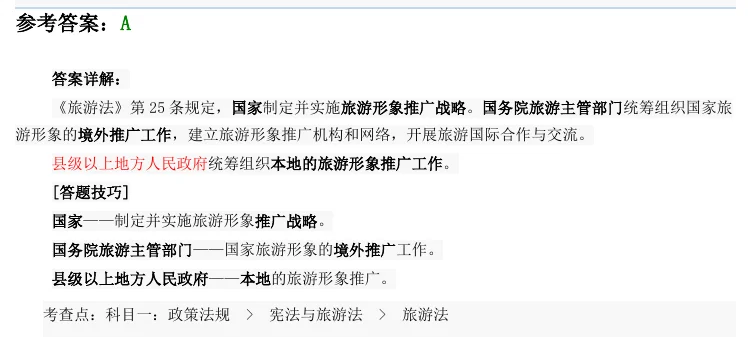 参考答案：A
答案详解：
《旅游法》第 25 条规定，国家制定并实施旅游形象推广战略。国务院旅游主管部门统筹组织国家旅
游形象的境外推广工作，建立旅游形象推广机构和网络，开展旅游国际合作与交流。
县级以上地方人民政府统筹组织本地的旅游形象推广工作。
[答题技巧]
国家——制定并实施旅游形象推广战略。
国务院旅游主管部门——国家旅游形象的境外推广工作。
县级以上地方人民政府——本地的旅游形象推广。
考查点：科目一：政策法规 > 宪法与旅游法 > 旅游法